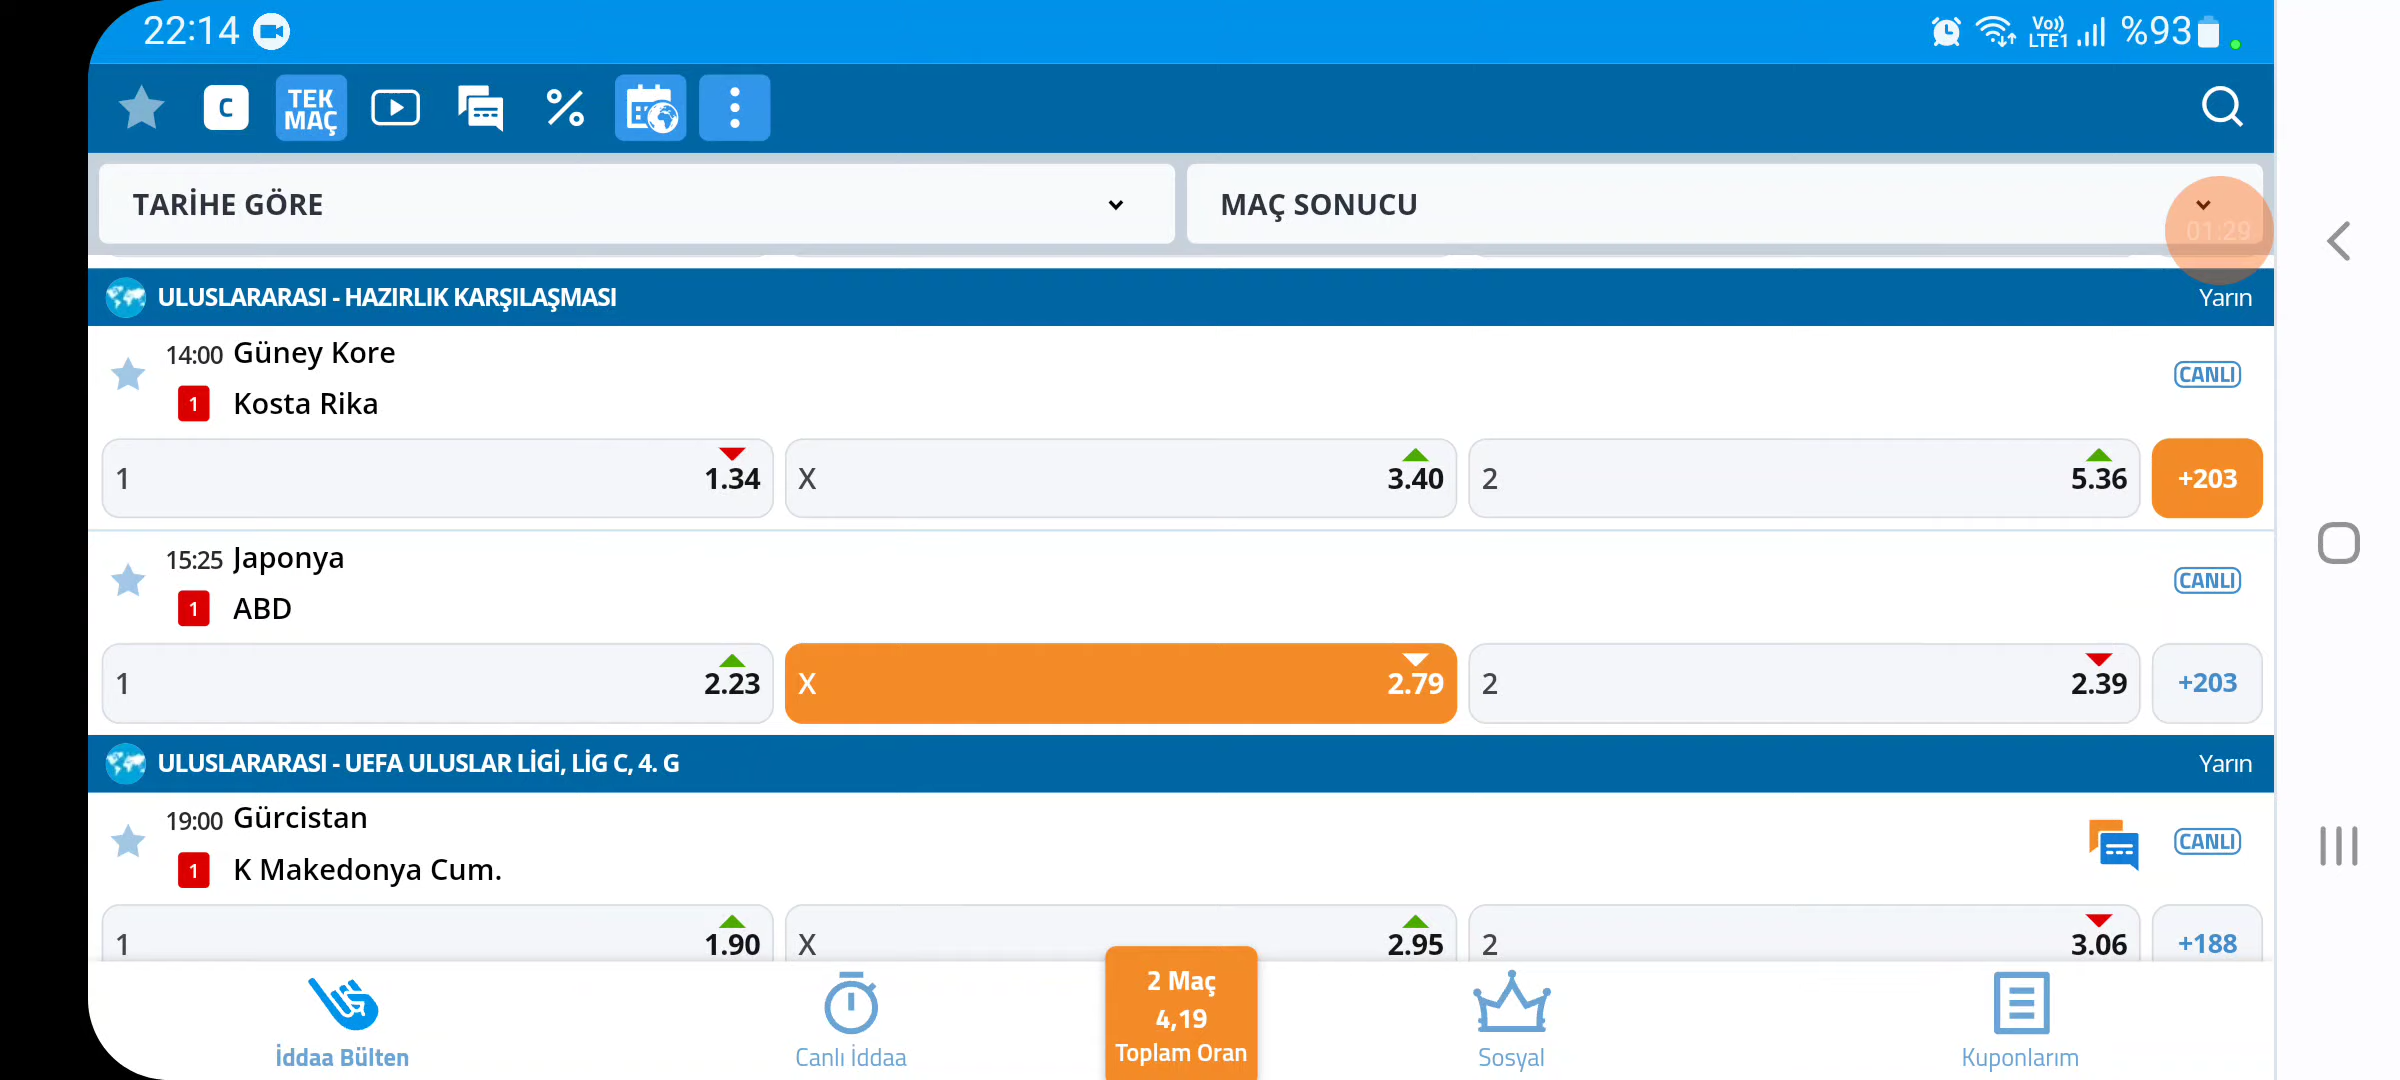 22:14
Vo)) LTE1 %93
C TEK MAÇ %
TARİHE GÖRE
MAÇ SONUCU
01:29
ULUSLARARASI - HAZIRLIK KARŞILAŞMASI Yarın
14:00 Güney Kore CANLI
1 Kosta Rika
1 1.34 X 3.40 2 5.36 +203
15:25 Japonya CANLI
1 ABD
1 2.23 X 2.79 2 2.39 +203
ULUSLARARASI - UEFA ULUSLAR LİGİ, LİG C, 4. G Yarın
19:00 Gürcistan CANLI
1 K Makedonya Cum.
1 1.90 X 2.95 2 3.06 +188
2 Maç
4,19
Toplam Oran
İddaa Bülten Canlı İddaa Sosyal Kuponlarım